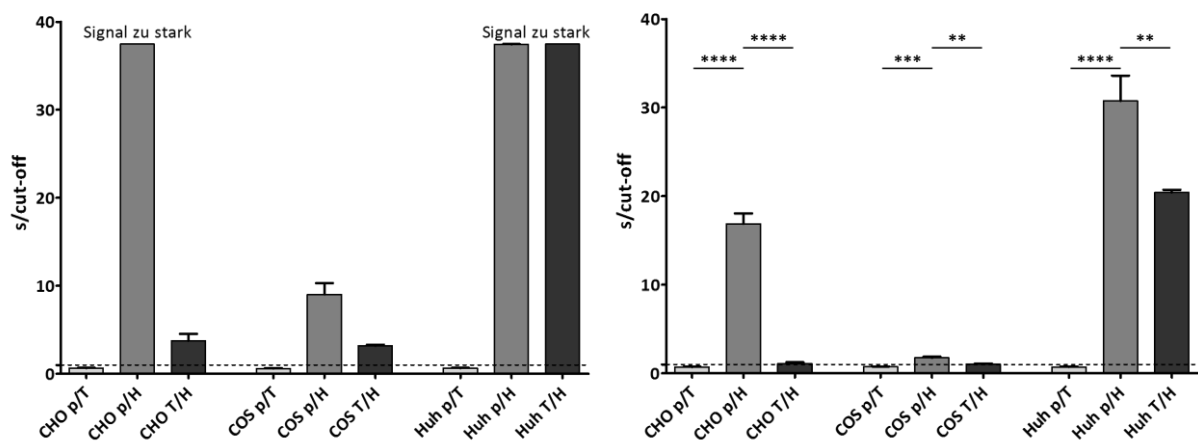 40
30
20
10
0
s/cut-off
Signal zu stark
Signal zu stark
CHO p/T
CHO p/H
CHO T/H
COS p/T
COS p/H
COS T/H
Huh p/T
Huh p/H
Huh T/H
40
30
20
10
0
s/cut-off
**** ****
*** **
**** **
CHO p/T
CHO p/H
CHO T/H
COS p/T
COS p/H
COS T/H
Huh p/T
Huh p/H
Huh T/H